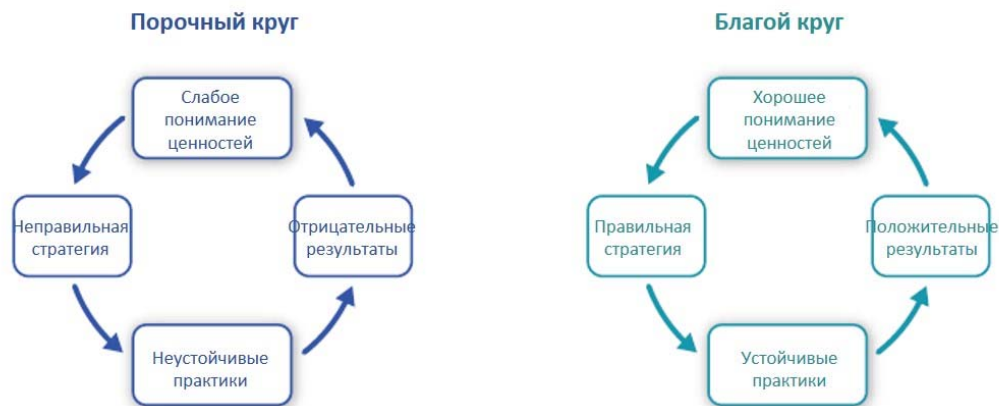 Порочный круг
Слабое
понимание
ценностей
Неправильная
стратегия
Отрицательные
результаты
Неустойчивые
практики
Благой круг
Хорошее
понимание
ценностей
Правильная
стратегия
Положительные
результаты
Устойчивые
практики